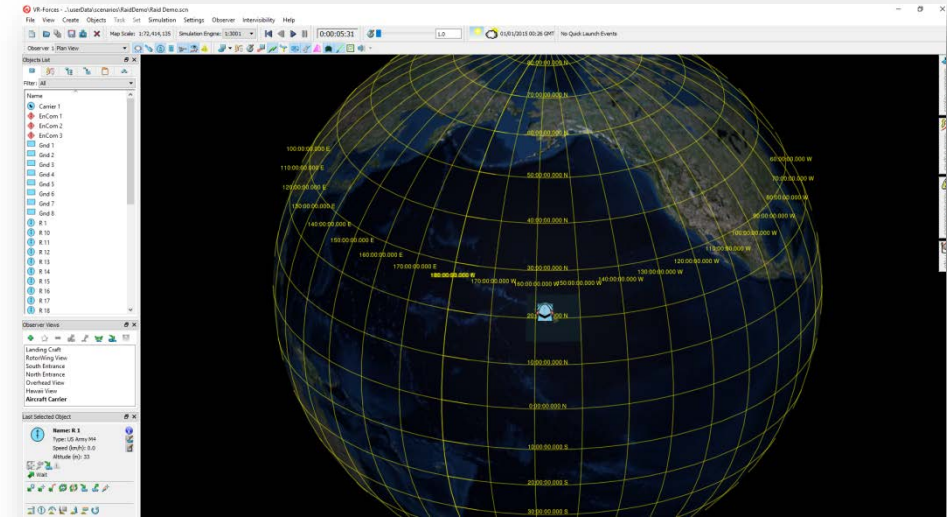 VR-Forces - ..\userData\scenarios\RaidDemo\Raid Demo.scn
File View Create Objects Task Set Simulation Settings Observer Intervisibility Help
Map Scale: 1:72,414,135 Simulation Engine: 1:3001 0:00:05:31 1.0 01/01/2015 00:26 GMT No Quick Launch Events
Observer 1 Plan View
Objects List
Filter: All
Name
Carrier 1
EnCom 1
EnCom 2
EnCom 3
Gnd 1
Gnd 2
Gnd 3
Gnd 4
Gnd 5
Gnd 6
Gnd 7
Gnd 8
R 1
R 10
R 11
R 12
R 13
R 14
R 15
R 16
R 17
R 18
Observer Views
Landing Craft
RotorWing View
South Entrance
North Entrance
Overhead View
Hawaii View
Aircraft Carrier
Last Selected Object
Name: R 1
Type: US Army M4
Speed (km/h): 0.0
Altitude (m): 33
Wait
80:00:00.000 N
70:00:00.000 N
60:00:00.000 N
50:00:00.000 N
40:00:00.000 N
30:00:00.000 N
10:00:00.000 N
0:00:00.000 N
10:00:00.000 S
20:00:00.000 S
30:00:00.000 S
100:00:00.000 E
110:00:00.000 E
120:00:00.000 E
130:00:00.000 E
140:00:00.000 E
150:00:00.000 E
160:00:00.000 E
170:00:00.000 E
170:00:00.000 W
160:00:00.000 W
150:00:00.000 W
140:00:00.000 W
130:00:00.000 W
120:00:00.000 W
110:00:00.000 W
100:00:00.000 W
90:00:00.000 W
80:00:00.000 W
70:00:00.000 W
60:00:00.000 W